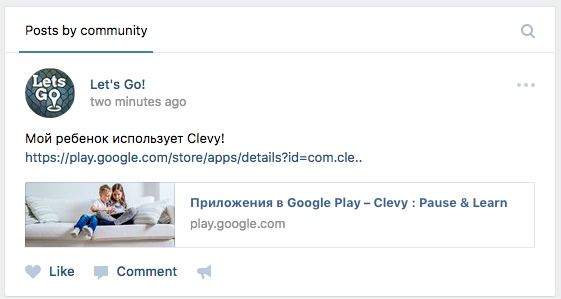 Posts by community
Lets
Go
Let's Go!
two minutes ago
Мой ребенок использует Clevy!
https://play.google.com/store/apps/details?id=com.cle..
Приложения в Google Play – Clevy : Pause & Learn
play.google.com
Like
Comment